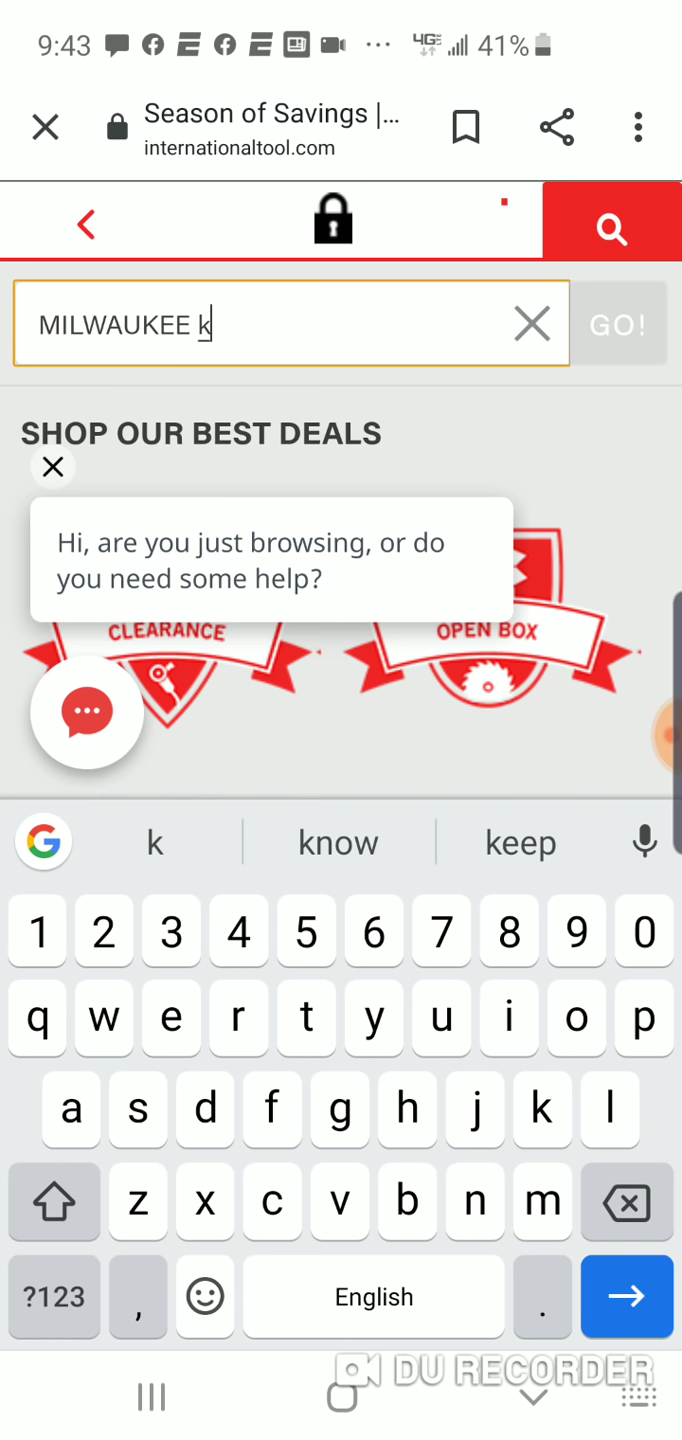 9:43 4GE 41%
Season of Savings |...
internationaltool.com
MILWAUKEE k
GO!
SHOP OUR BEST DEALS
Hi, are you just browsing, or do
you need some help?
CLEARANCE
OPEN BOX
k know keep
1 2 3 4 5 6 7 8 9 0
q w e r t y u i o p
a s d f g h j k l
z x c v b n m
?123 , English .
DU RECORDER